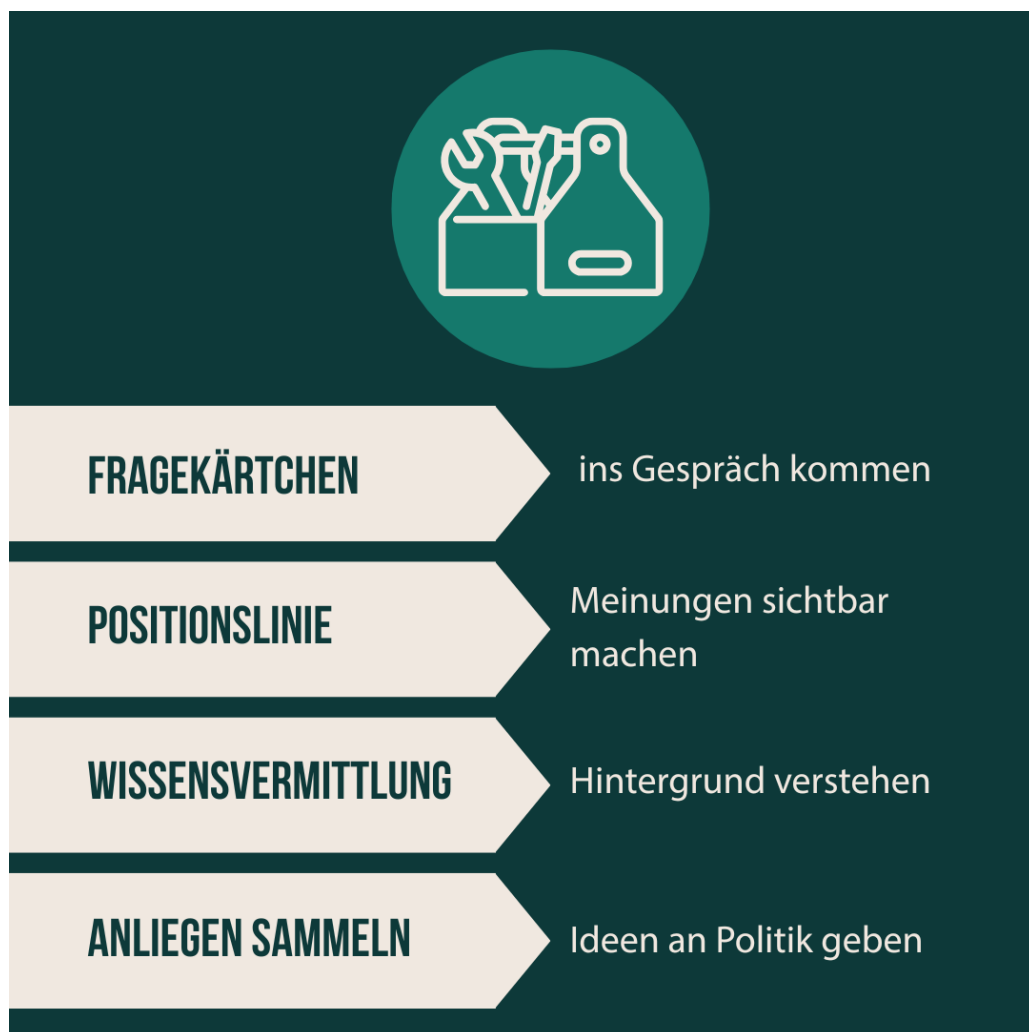 FRAGEKÄRTCHEN
ins Gespräch kommen
POSITIONSLINIE
Meinungen sichtbar
machen
WISSENSVERMITTLUNG
Hintergrund verstehen
ANLIEGEN SAMMELN
Ideen an Politik geben